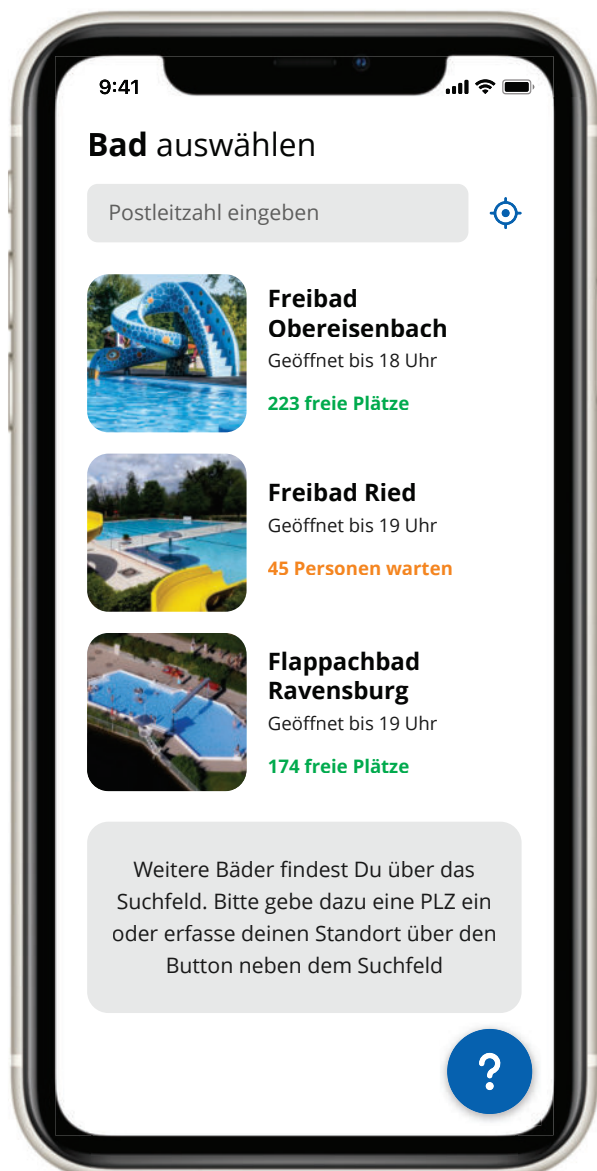 9:41
Bad auswählen
Postleitzahl eingeben
Freibad
Obereisenbach
Geöffnet bis 18 Uhr
223 freie Plätze
Freibad Ried
Geöffnet bis 19 Uhr
45 Personen warten
Flappachbad
Ravensburg
Geöffnet bis 19 Uhr
174 freie Plätze
Weitere Bäder findest Du über das
Suchfeld. Bitte gebe dazu eine PLZ ein
oder erfasse deinen Standort über den
Button neben dem Suchfeld
?